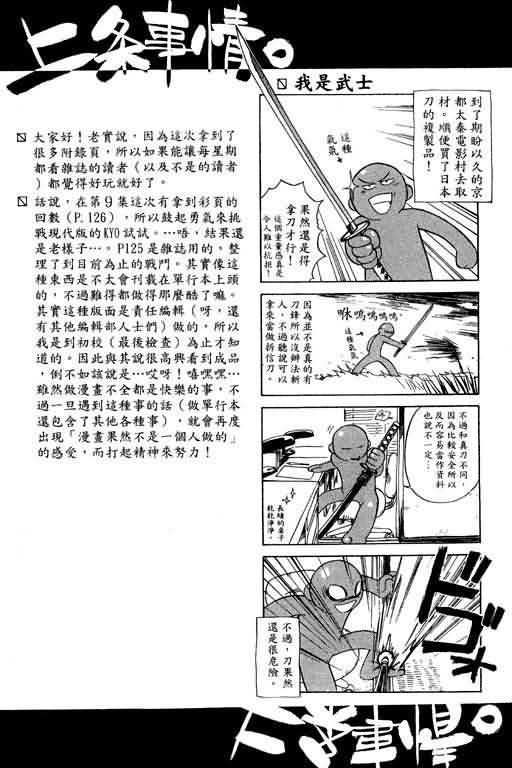 上条事情。
我是武士
大家好！老實說，因為這次拿到了
很多附錄頁，所以如果能讓每星期
都看雜誌的讀者（以及不是的讀者
）都覺得好玩就好了。
話說，在第9集這次有拿到彩頁的
回數（P.126），所以鼓起勇氣來挑
戰現代版的KYO試試。…唔，結果還
是老樣子…。P125是雜誌用的，整
理了到目前為止的戰鬥。其實像這
種東西是不太會刊載在單行本上頭
的，不過難得都做得那麼酷了嘛。
其實這種版面是責任編輯（呀，還
有其他編輯部人士們）做的，所以
我是到初校（最後檢查）為止才知
道的。因此與其說很高興看到成品
，倒不如該說是…哎呀！嘻嘿嘿…
雖然做漫畫不全都是快樂的事，不
過一旦遇到這種事的話（做單行本
還包含了其他各種事），就會再度
出現「漫畫果然不是一個人做的」
的感受，而打起精神來努力！
到了期盼以久的京
都太秦電影村去取
材。順便買了日本
刀的複製品！
這種
氣氛
果然還是得
拿刀才行！
這個重量感真是
令人難以抗拒！
咻嗚嗚嗚嗚
這種氣氛
因為並不是真的有
刀鋒所以沒辦法斬
人，不過聽說可以
拿來當做拆信刀。
不過和真刀不同，
因為比較安全所以
反而容易當作資料
也說不一定…
長矮的桌子
乾乾淨淨。
ドゴォ
不過，刀果然
還是很危險。
上条事情。